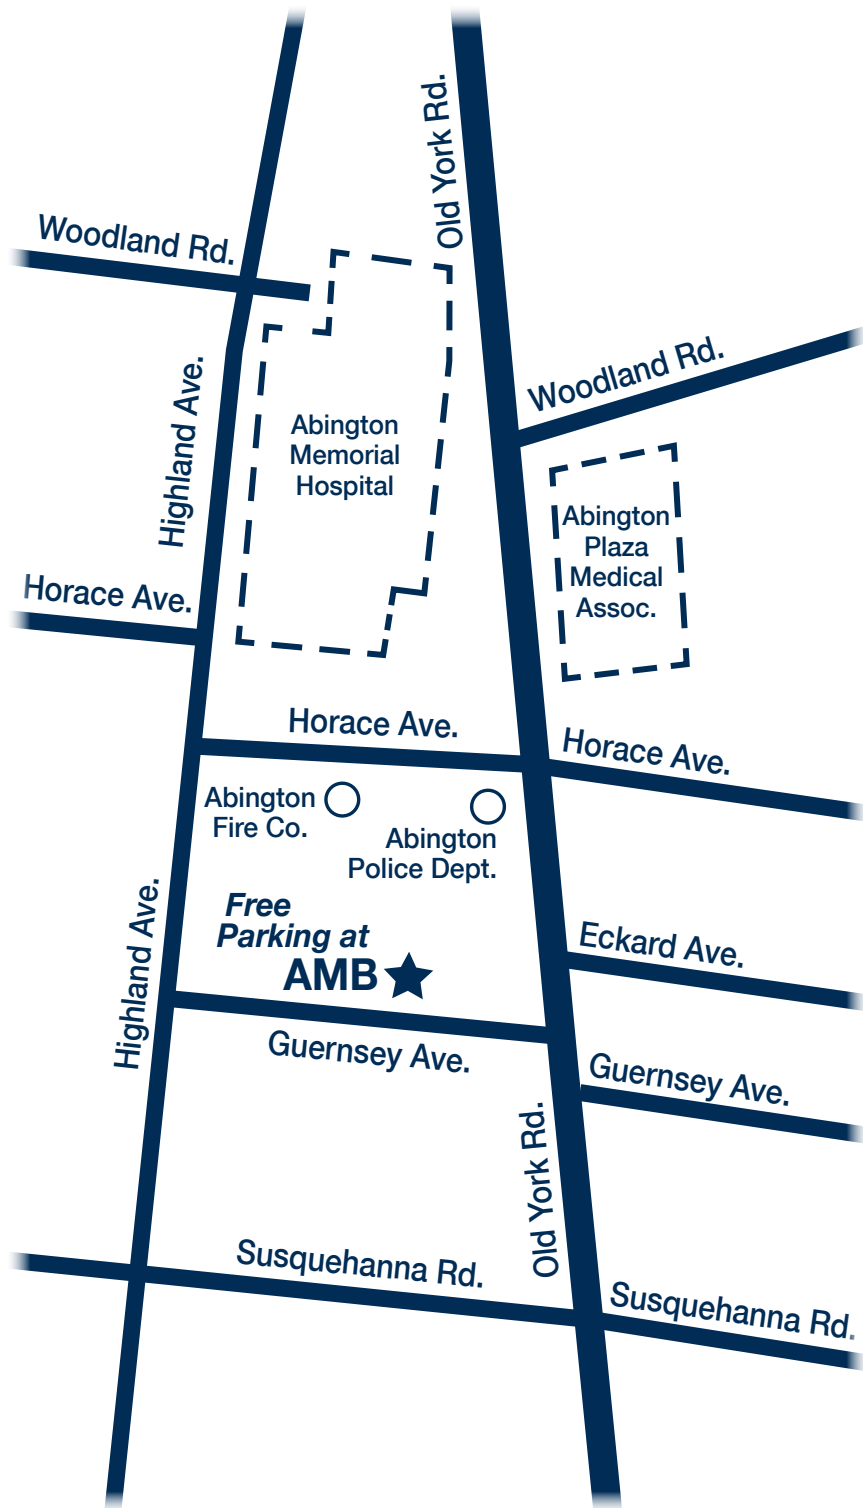 Old York Rd.
Woodland Rd.
Woodland Rd.
Highland Ave.
Abington
Memorial
Hospital
Abington
Plaza
Medical
Assoc.
Horace Ave.
Horace Ave.
Horace Ave.
Abington
Fire Co.
Abington
Police Dept.
Free
Parking at
AMB
Highland Ave.
Eckard Ave.
Guernsey Ave.
Guernsey Ave.
Old York Rd.
Susquehanna Rd.
Susquehanna Rd.